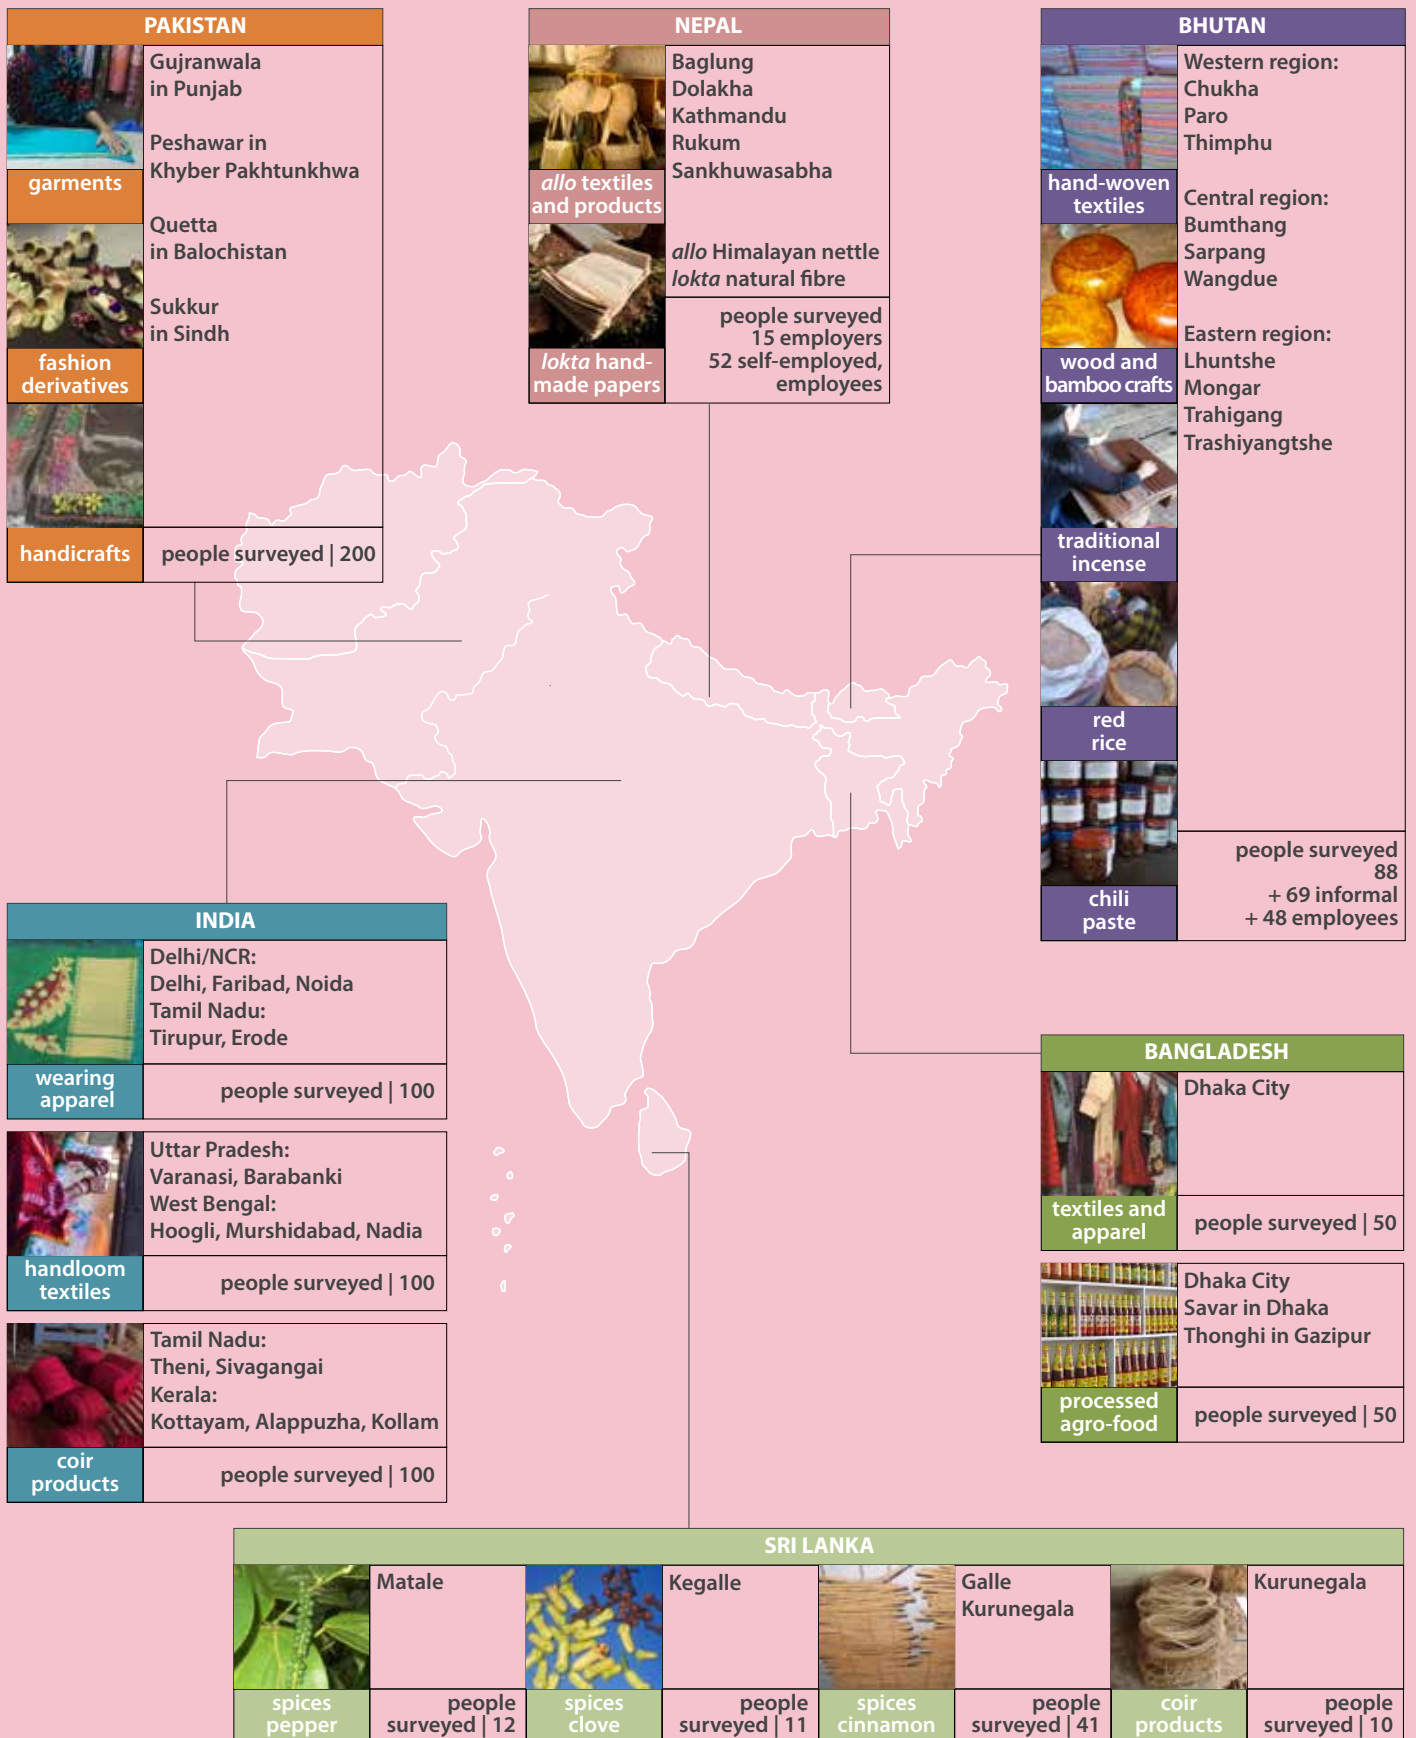 PAKISTAN
Gujranwala
in Punjab
Peshawar in
Khyber Pakhtunkhwa
Quetta
in Balochistan
Sukkur
in Sindh
garments
fashion
derivatives
handicrafts
people surveyed | 200
NEPAL
Baglung
Dolakha
Kathmandu
Rukum
Sankhuwasabha
allo Himalayan nettle
lokta natural fibre
allo textiles
and products
lokta hand-
made papers
people surveyed
15 employers
52 self-employed,
employees
BHUTAN
Western region:
Chukha
Paro
Thimphu
Central region:
Bumthang
Sarpang
Wangdue
Eastern region:
Lhuntshe
Mongar
Trahigang
Trashiyangtshe
hand-woven
textiles
wood and
bamboo crafts
traditional
incense
red
rice
chili
paste
people surveyed
88
+ 69 informal
+ 48 employees
INDIA
Delhi/NCR:
Delhi, Faribad, Noida
Tamil Nadu:
Tirupur, Erode
wearing
apparel
people surveyed | 100
Uttar Pradesh:
Varanasi, Barabanki
West Bengal:
Hoogli, Murshidabad, Nadia
handloom
textiles
people surveyed | 100
Tamil Nadu:
Theni, Sivagangai
Kerala:
Kottayam, Alappuzha, Kollam
coir
products
people surveyed | 100
BANGLADESH
Dhaka City
textiles and
apparel
people surveyed | 50
Dhaka City
Savar in Dhaka
Thonghi in Gazipur
processed
agro-food
people surveyed | 50
SRI LANKA
Matale
spices
pepper
people
surveyed | 12
Kegalle
spices
clove
people
surveyed | 11
Galle
Kurunegala
spices
cinnamon
people
surveyed | 41
Kurunegala
coir
products
people
surveyed | 10